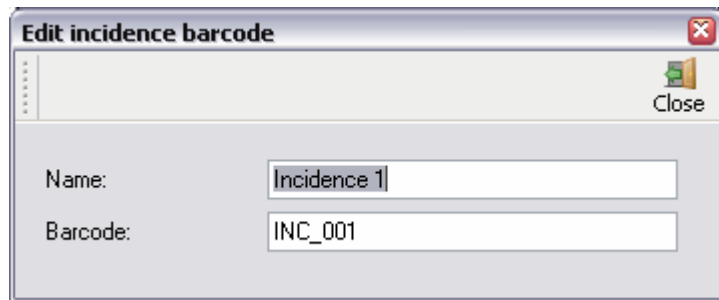 Edit incidence barcode
Close
Name: Incidence 1
Barcode: INC_001